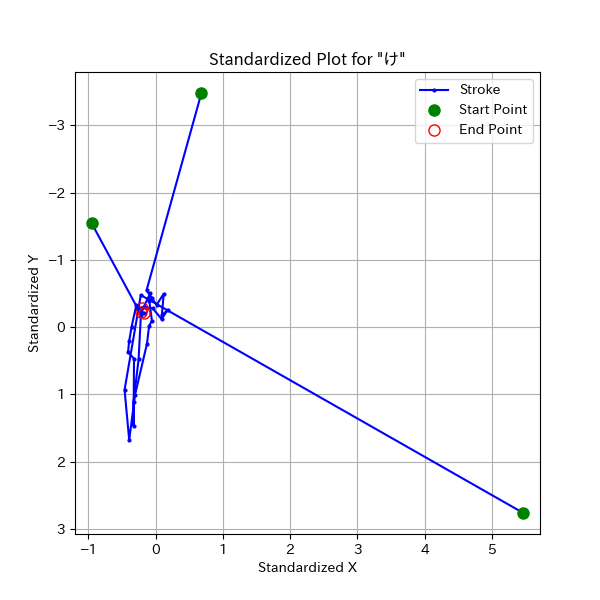 Standardized Plot for "け"
Stroke
Start Point
End Point
Standardized Y
−3
−2
−1
0
1
2
3
−1
0
1
2
3
4
5
Standardized X